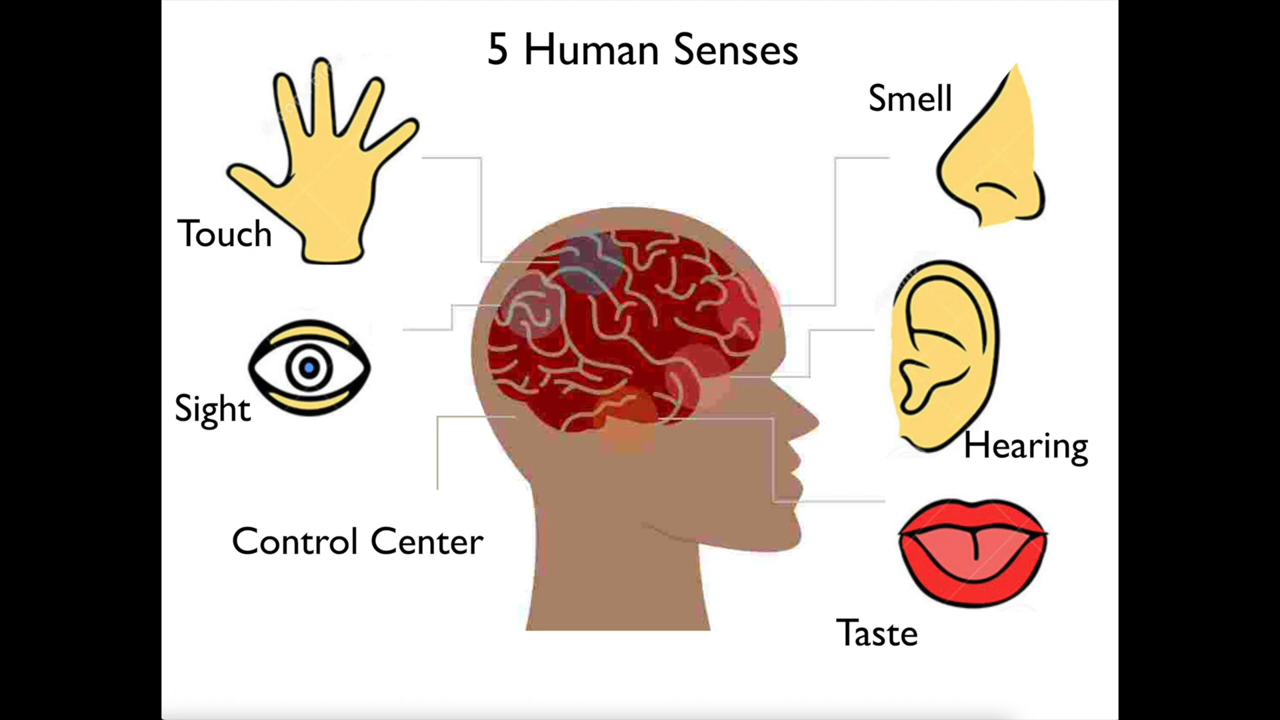 5 Human Senses
Smell
Touch
Sight
Hearing
Control Center
Taste